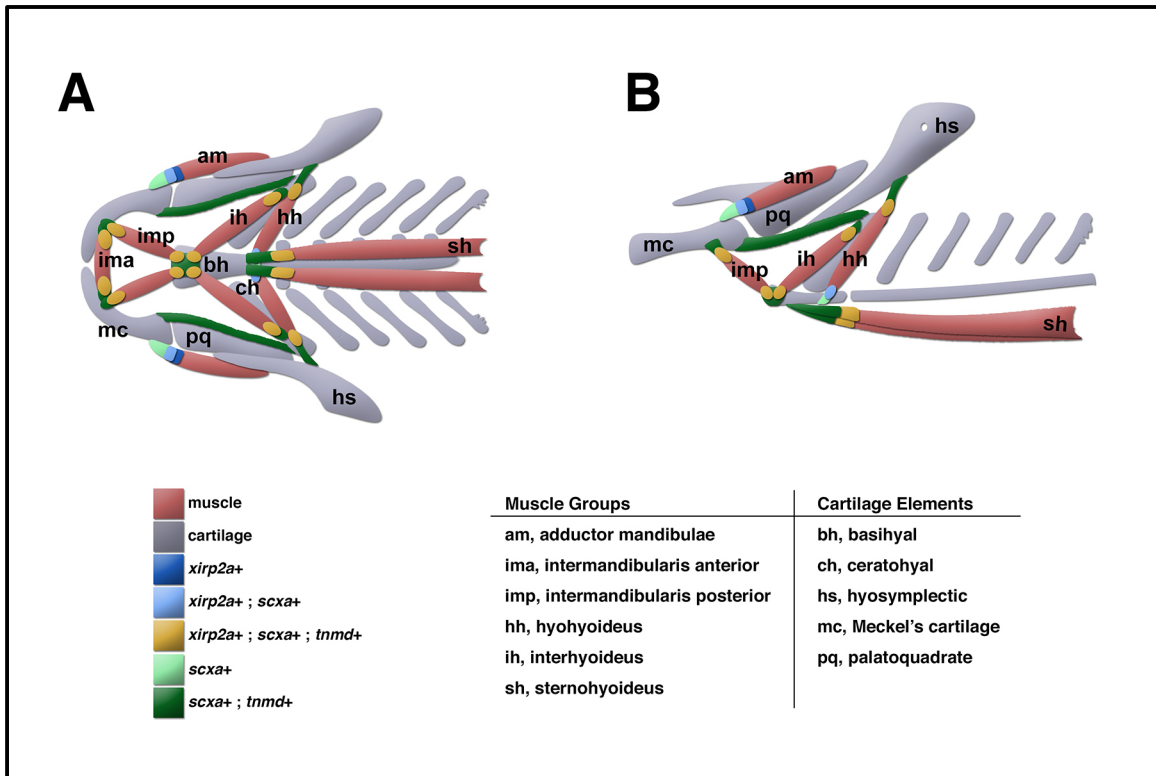 A
B
am
ih
hh
imp
ima
bh
sh
ch
mc
pq
hs
hs
am
pq
mc
ih
hh
imp
sh
muscle
cartilage
xirp2a+
xirp2a+ ; scxa+
xirp2a+ ; scxa+ ; tnmd+
scxa+
scxa+ ; tnmd+
Muscle Groups
am, adductor mandibulae
ima, intermandibularis anterior
imp, intermandibularis posterior
hh, hyohyoideus
ih, interhyoideus
sh, sternohyoideus
Cartilage Elements
bh, basihyal
ch, ceratohyal
hs, hyosymplectic
mc, Meckel's cartilage
pq, palatoquadrate